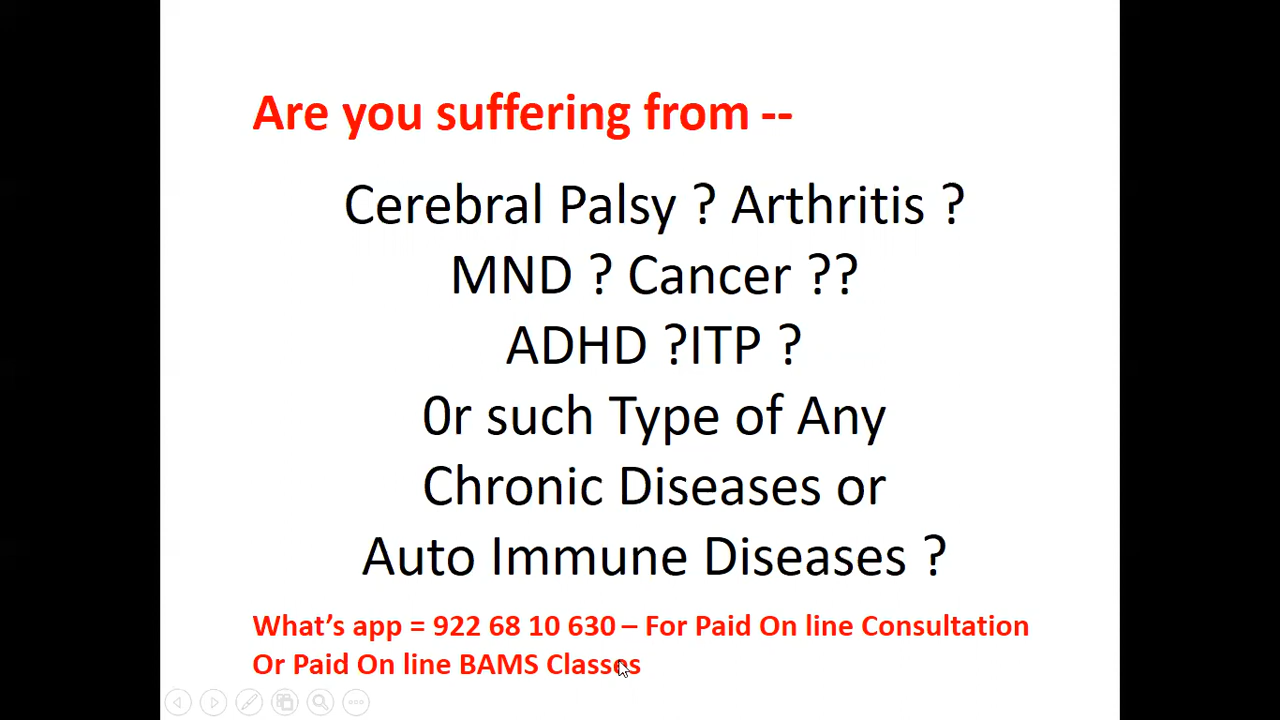 Are you suffering from --
Cerebral Palsy ? Arthritis ?
MND ? Cancer ??
ADHD ?ITP ?
0r such Type of Any
Chronic Diseases or
Auto Immune Diseases ?
What’s app = 922 68 10 630 – For Paid On line Consultation
Or Paid On line BAMS Classes